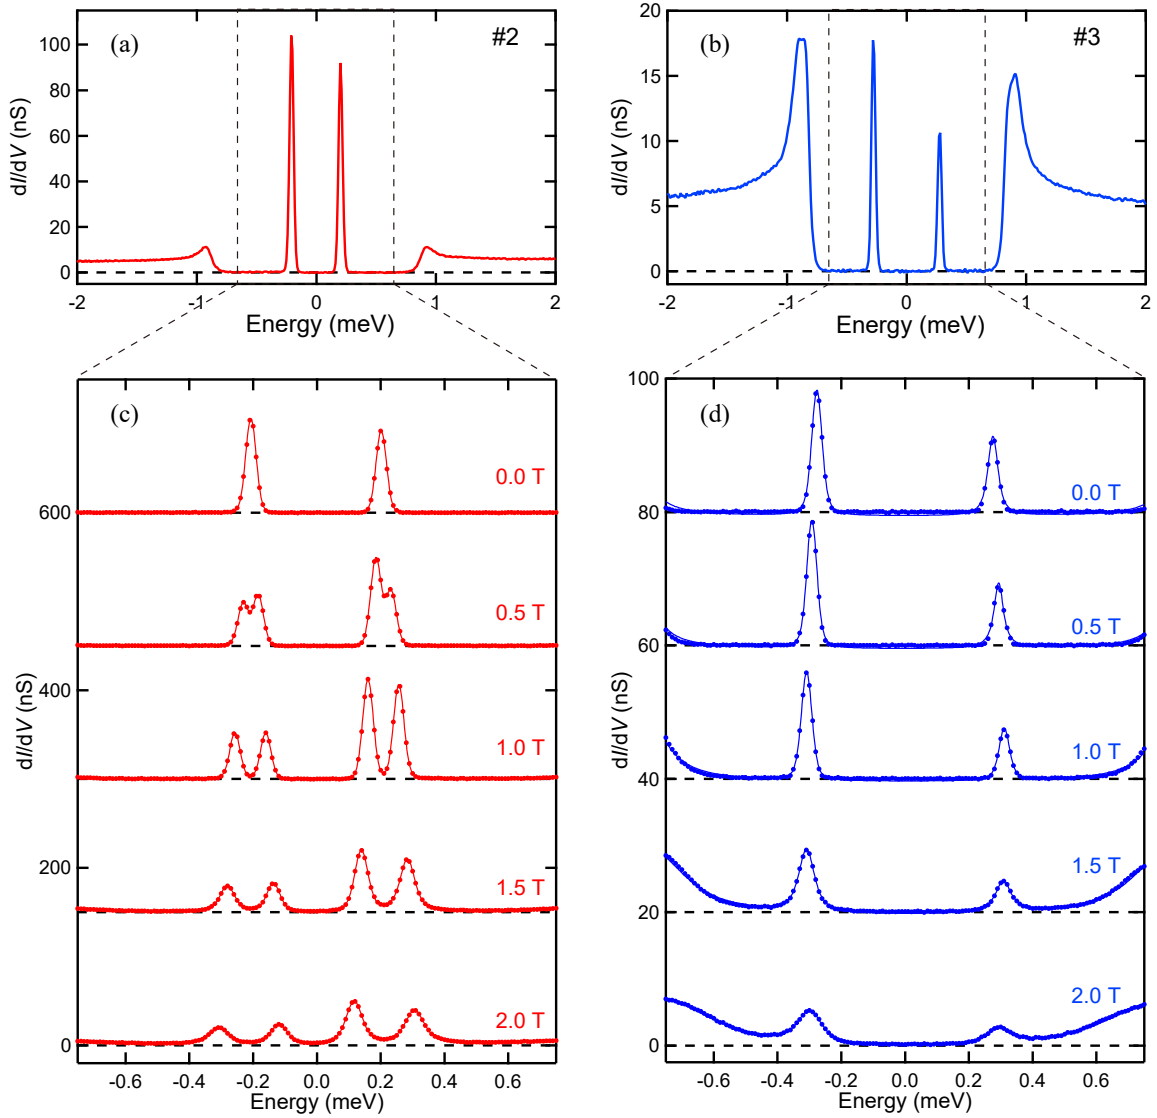 (a)
#2
dI/dV (nS)
100
80
60
40
20
0
-2
-1
0
1
2
Energy (meV)
(b)
#3
dI/dV (nS)
20
15
10
5
0
-2
-1
0
1
2
Energy (meV)
(c)
dI/dV (nS)
600
400
200
0
0.0 T
0.5 T
1.0 T
1.5 T
2.0 T
-0.6
-0.4
-0.2
0.0
0.2
0.4
0.6
Energy (meV)
(d)
dI/dV (nS)
100
80
60
40
20
0
0.0 T
0.5 T
1.0 T
1.5 T
2.0 T
-0.6
-0.4
-0.2
0.0
0.2
0.4
0.6
Energy (meV)